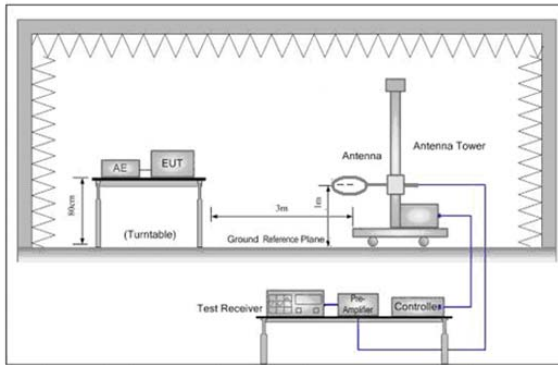 AE
EUT
Antenna
Antenna Tower
80cm
3m
1m
(Turntable)
Ground Reference Plane
Test Receiver
Pre-
Amplifier
Controller